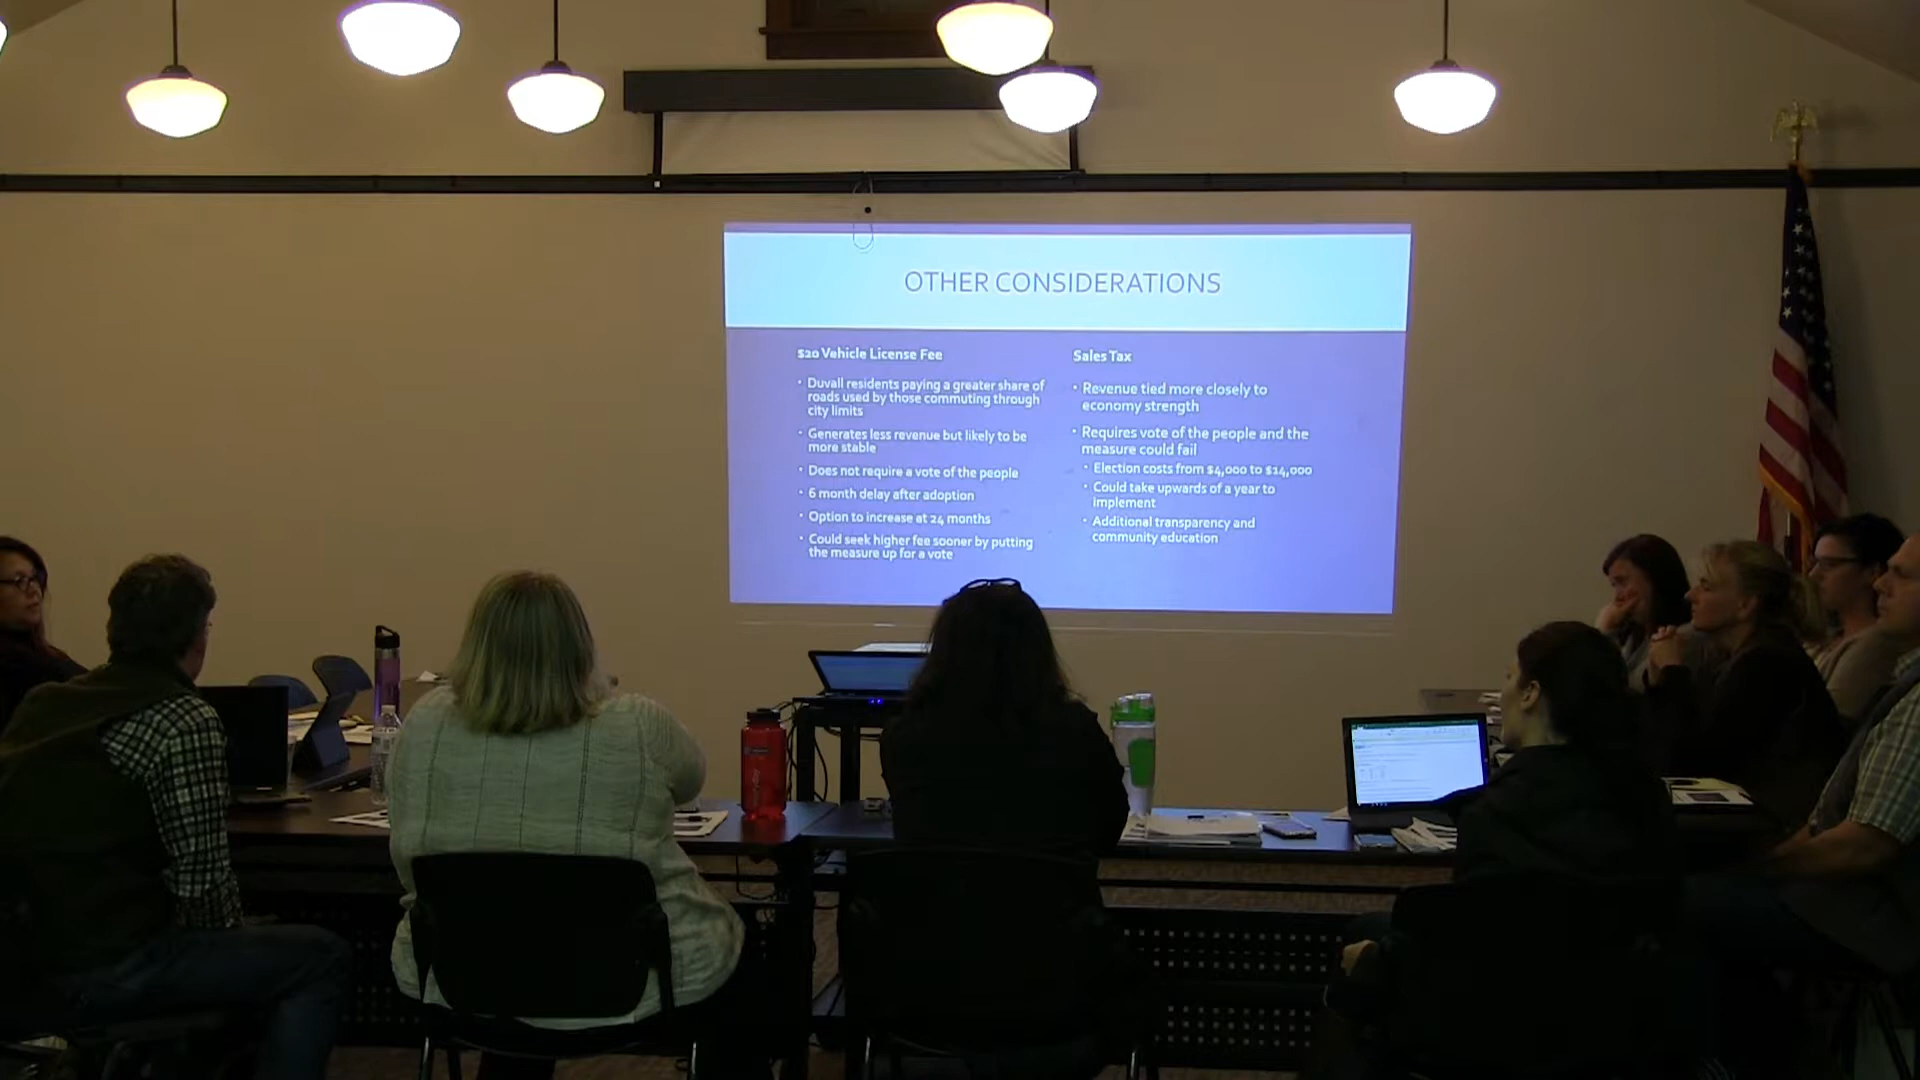 OTHER CONSIDERATIONS
$20 Vehicle License Fee
• Duvall residents paying a greater share of
roads used by those commuting through
city limits
• Generates less revenue but likely to be
more stable
• Does not require a vote of the people
• 6 month delay after adoption
• Option to increase at 24 months
• Could seek higher fee sooner by putting
the measure up for a vote
Sales Tax
• Revenue tied more closely to
economy strength
• Requires vote of the people and the
measure could fail
• Election costs from $4,000 to $14,000
• Could take upwards of a year to
implement
• Additional transparency and
community education